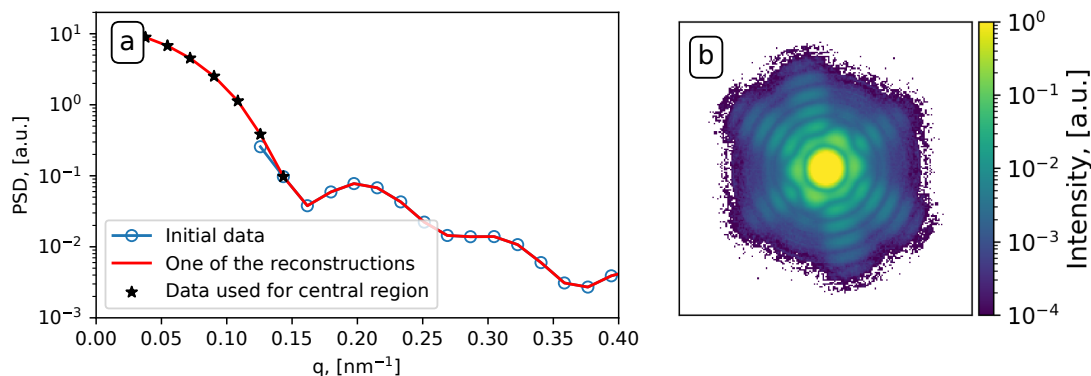 a
PSD, [a.u.]
10¹
10⁰
10⁻¹
10⁻²
10⁻³
Initial data
One of the reconstructions
Data used for central region
0.00 0.05 0.10 0.15 0.20 0.25 0.30 0.35 0.40
q, [nm⁻¹]
b
10⁰
10⁻¹
10⁻²
10⁻³
10⁻⁴
Intensity, [a.u.]